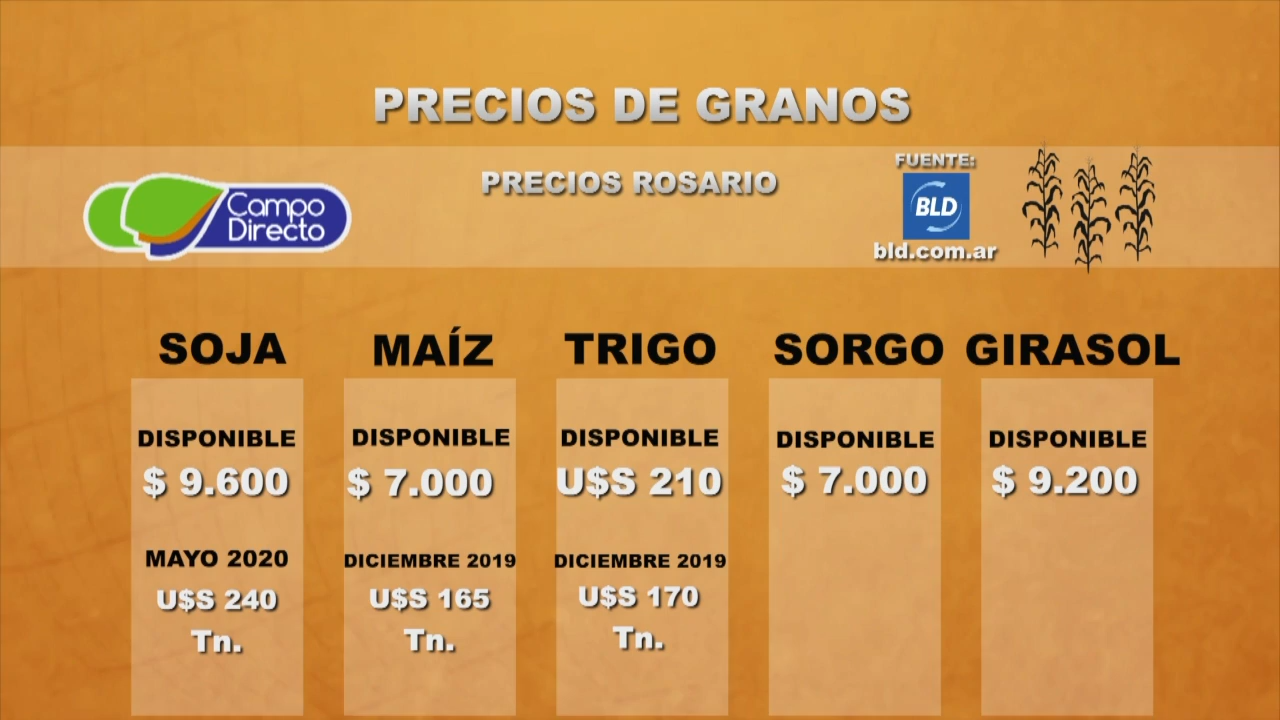 PRECIOS DE GRANOS
PRECIOS ROSARIO
Campo
Directo
FUENTE:
BLD
bld.com.ar
SOJA
DISPONIBLE
$ 9.600
MAYO 2020
U$S 240
Tn.
MAÍZ
DISPONIBLE
$ 7.000
DICIEMBRE 2019
U$S 165
Tn.
TRIGO
DISPONIBLE
U$S 210
DICIEMBRE 2019
U$S 170
Tn.
SORGO
DISPONIBLE
$ 7.000
GIRASOL
DISPONIBLE
$ 9.200